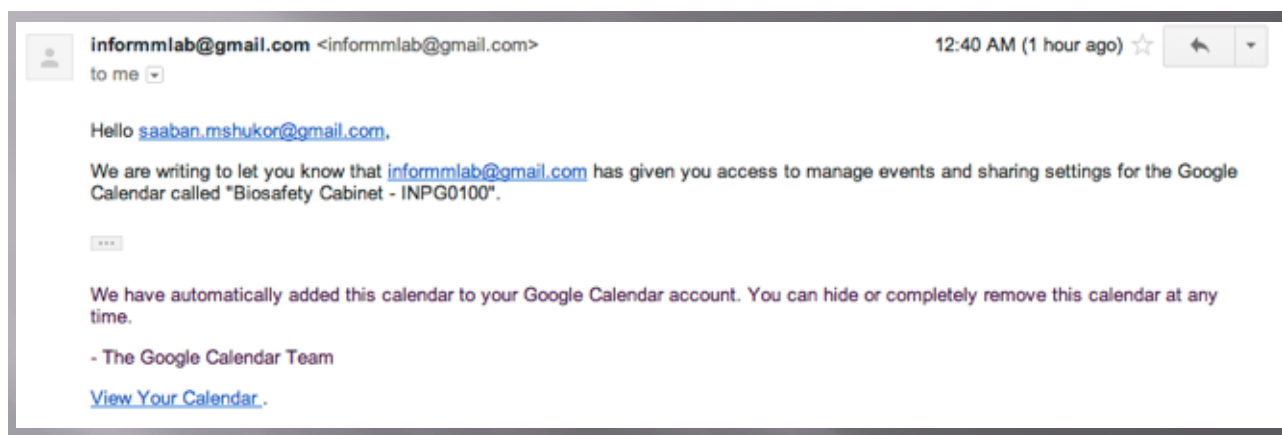 informmlab@gmail.com <informmlab@gmail.com> 12:40 AM (1 hour ago)
to me
Hello saaban.mshukor@gmail.com,
We are writing to let you know that informmlab@gmail.com has given you access to manage events and sharing settings for the Google
Calendar called "Biosafety Cabinet - INPG0100".
We have automatically added this calendar to your Google Calendar account. You can hide or completely remove this calendar at any
time.
- The Google Calendar Team
View Your Calendar .